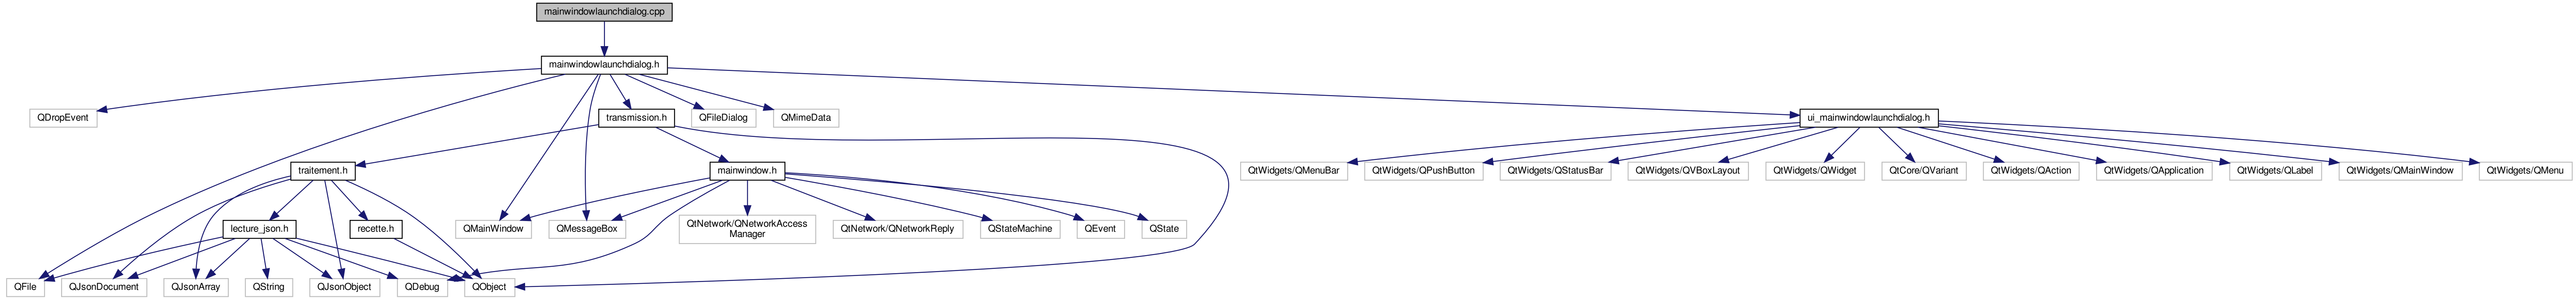 mainwindowlaunchdialog.cpp
mainwindowlaunchdialog.h
QDropEvent
transmission.h
QFileDialog
QMimeData
ui_mainwindowlaunchdialog.h
traitement.h
mainwindow.h
QtWidgets/QMenuBar
QtWidgets/QPushButton
QtWidgets/QStatusBar
QtWidgets/QVBoxLayout
QtWidgets/QWidget
QtCore/QVariant
QtWidgets/QAction
QtWidgets/QApplication
QtWidgets/QLabel
QtWidgets/QMainWindow
QtWidgets/QMenu
lecture_json.h
recette.h
QMainWindow
QMessageBox
QtNetwork/QNetworkAccess
Manager
QtNetwork/QNetworkReply
QStateMachine
QEvent
QState
QFile
QJsonDocument
QJsonArray
QString
QJsonObject
QDebug
QObject